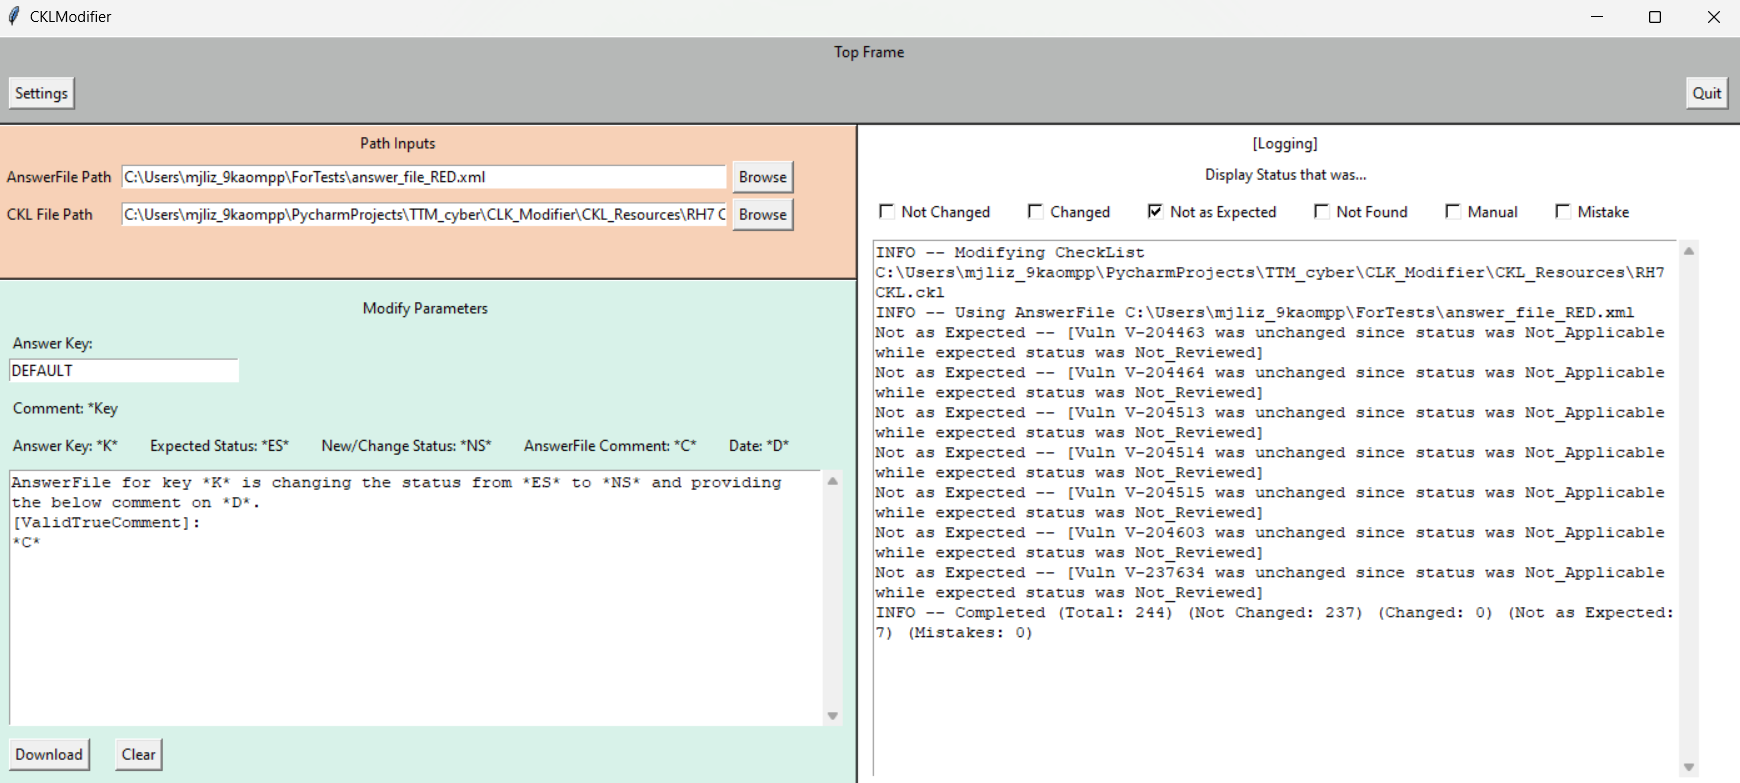 CKLModifier
Top Frame
Settings
Quit
Path Inputs
AnswerFile Path C:\Users\mjliz_9kaompp\ForTests\answer_file_RED.xml Browse
CKL File Path C:\Users\mjliz_9kaompp\PycharmProjects\TTM_cyber\CLK_Modifier\CKL_Resources\RH7 C Browse
Modify Parameters
Answer Key:
DEFAULT
Comment: *Key
Answer Key: *K* Expected Status: *ES* New/Change Status: *NS* AnswerFile Comment: *C* Date: *D*
AnswerFile for key *K* is changing the status from *ES* to *NS* and providing
the below comment on *D*.
[ValidTrueComment]:
*C*
Download Clear
[Logging]
Display Status that was...
Not Changed Changed Not as Expected Not Found Manual Mistake
INFO -- Modifying CheckList
C:\Users\mjliz_9kaompp\PycharmProjects\TTM_cyber\CLK_Modifier\CKL_Resources\RH7
CKL.ckl
INFO -- Using AnswerFile C:\Users\mjliz_9kaompp\ForTests\answer_file_RED.xml
Not as Expected -- [Vuln V-204463 was unchanged since status was Not_Applicable
while expected status was Not_Reviewed]
Not as Expected -- [Vuln V-204464 was unchanged since status was Not_Applicable
while expected status was Not_Reviewed]
Not as Expected -- [Vuln V-204513 was unchanged since status was Not_Applicable
while expected status was Not_Reviewed]
Not as Expected -- [Vuln V-204514 was unchanged since status was Not_Applicable
while expected status was Not_Reviewed]
Not as Expected -- [Vuln V-204515 was unchanged since status was Not_Applicable
while expected status was Not_Reviewed]
Not as Expected -- [Vuln V-204603 was unchanged since status was Not_Applicable
while expected status was Not_Reviewed]
Not as Expected -- [Vuln V-237634 was unchanged since status was Not_Applicable
while expected status was Not_Reviewed]
INFO -- Completed (Total: 244) (Not Changed: 237) (Changed: 0) (Not as Expected:
7) (Mistakes: 0)